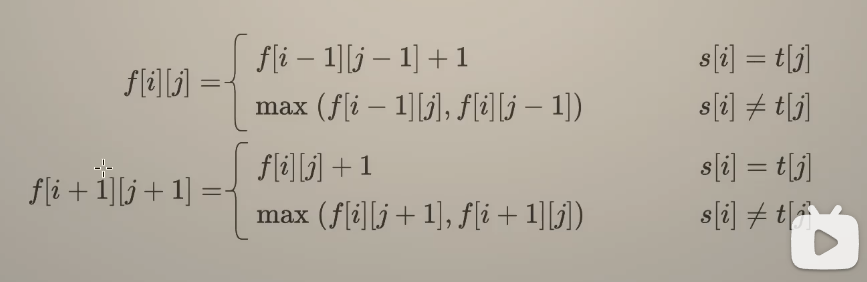 f[i][j] = { f[i − 1][j − 1] + 1    s[i] = t[j]
max (f[i − 1][j], f[i][j − 1])    s[i] ≠ t[j]
f[i + 1][j + 1] = { f[i][j] + 1    s[i] = t[j]
max (f[i][j + 1], f[i + 1][j])    s[i] ≠ t[j]